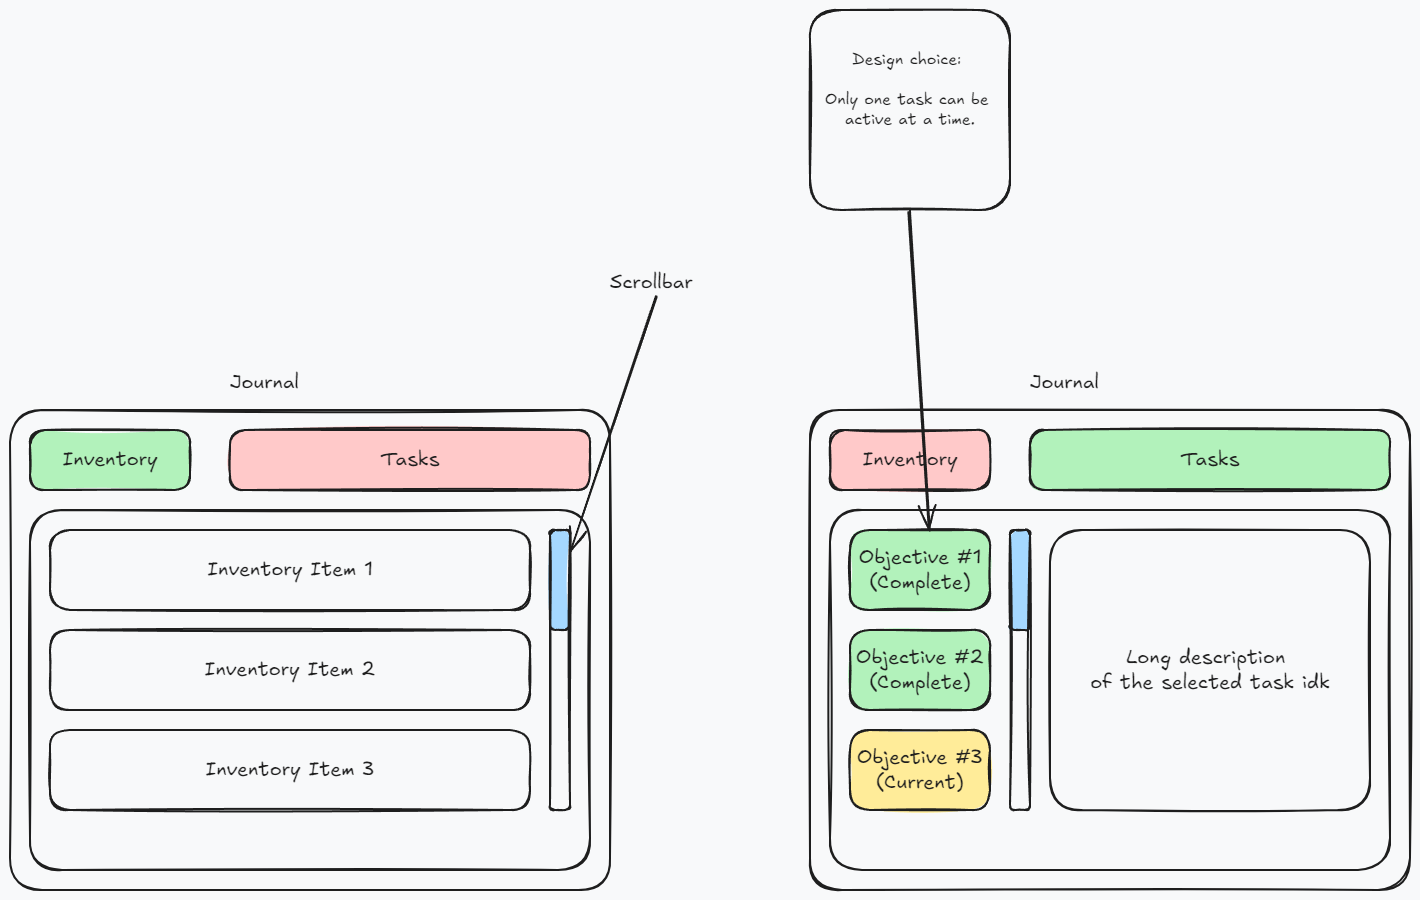 Design choice:
Only one task can be
active at a time.
Scrollbar
Journal
Inventory
Tasks
Inventory Item 1
Inventory Item 2
Inventory Item 3
Journal
Inventory
Tasks
Objective #1
(Complete)
Objective #2
(Complete)
Objective #3
(Current)
Long description
of the selected task idk